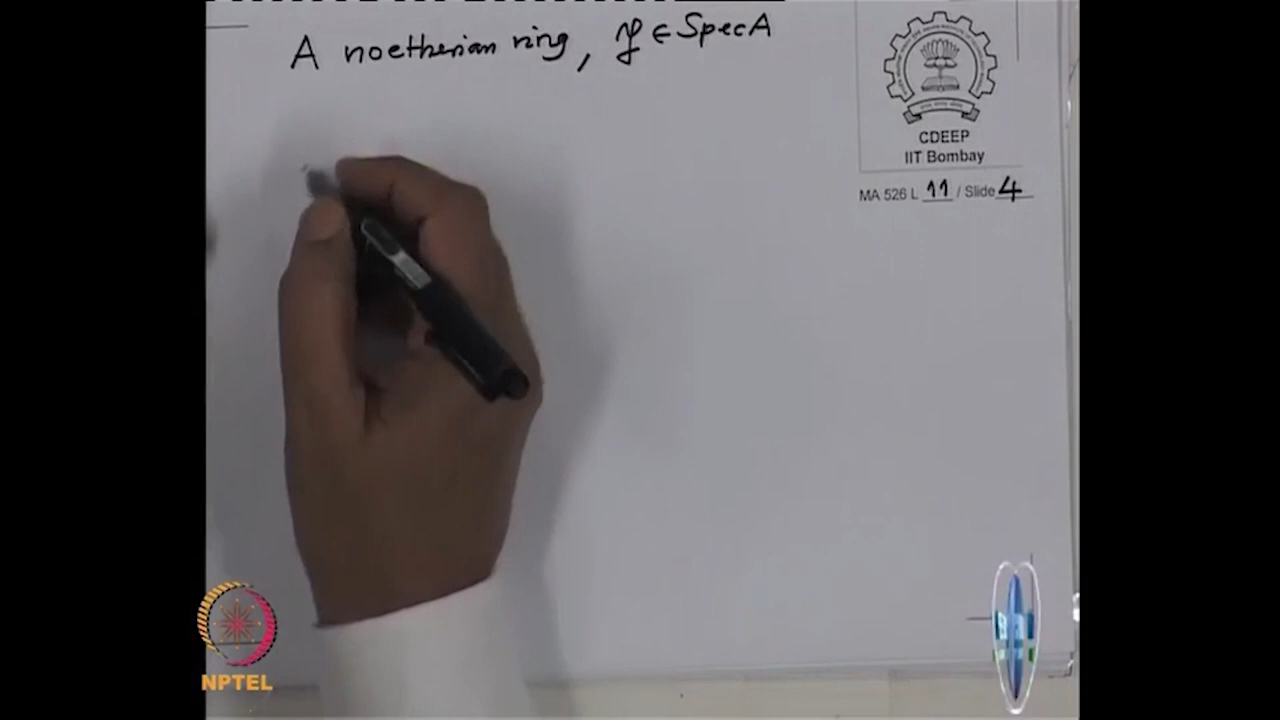 A noetherian ring, 𝔭 ∈ Spec A
CDEEP
IIT Bombay
MA 526 L 11 / Slide 4
NPTEL